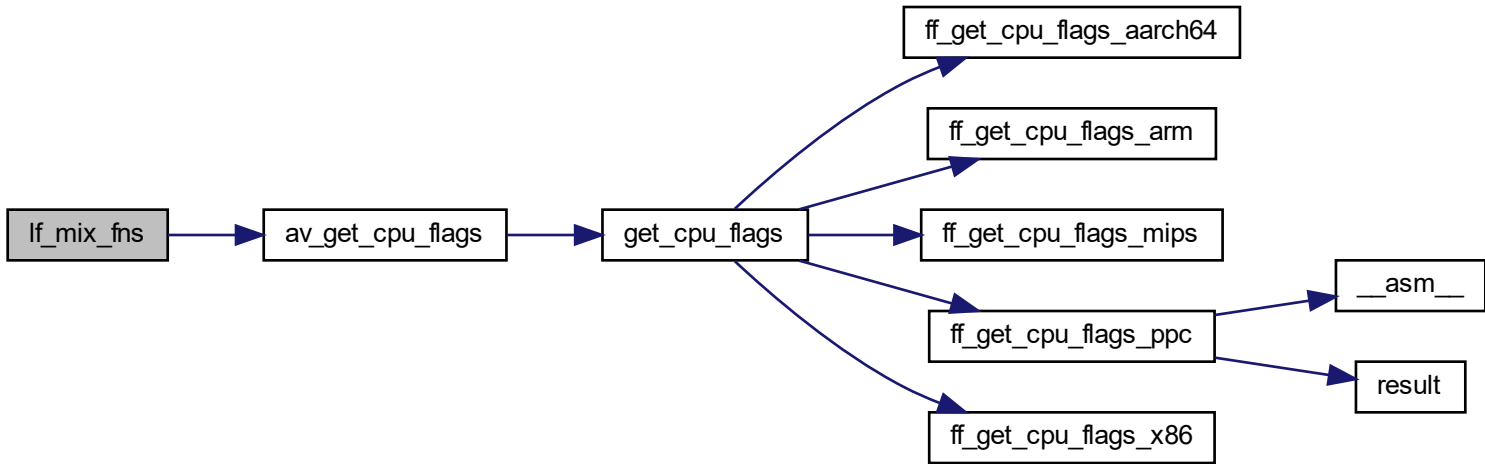 lf_mix_fns
av_get_cpu_flags
get_cpu_flags
ff_get_cpu_flags_aarch64
ff_get_cpu_flags_arm
ff_get_cpu_flags_mips
ff_get_cpu_flags_ppc
ff_get_cpu_flags_x86
__asm__
result